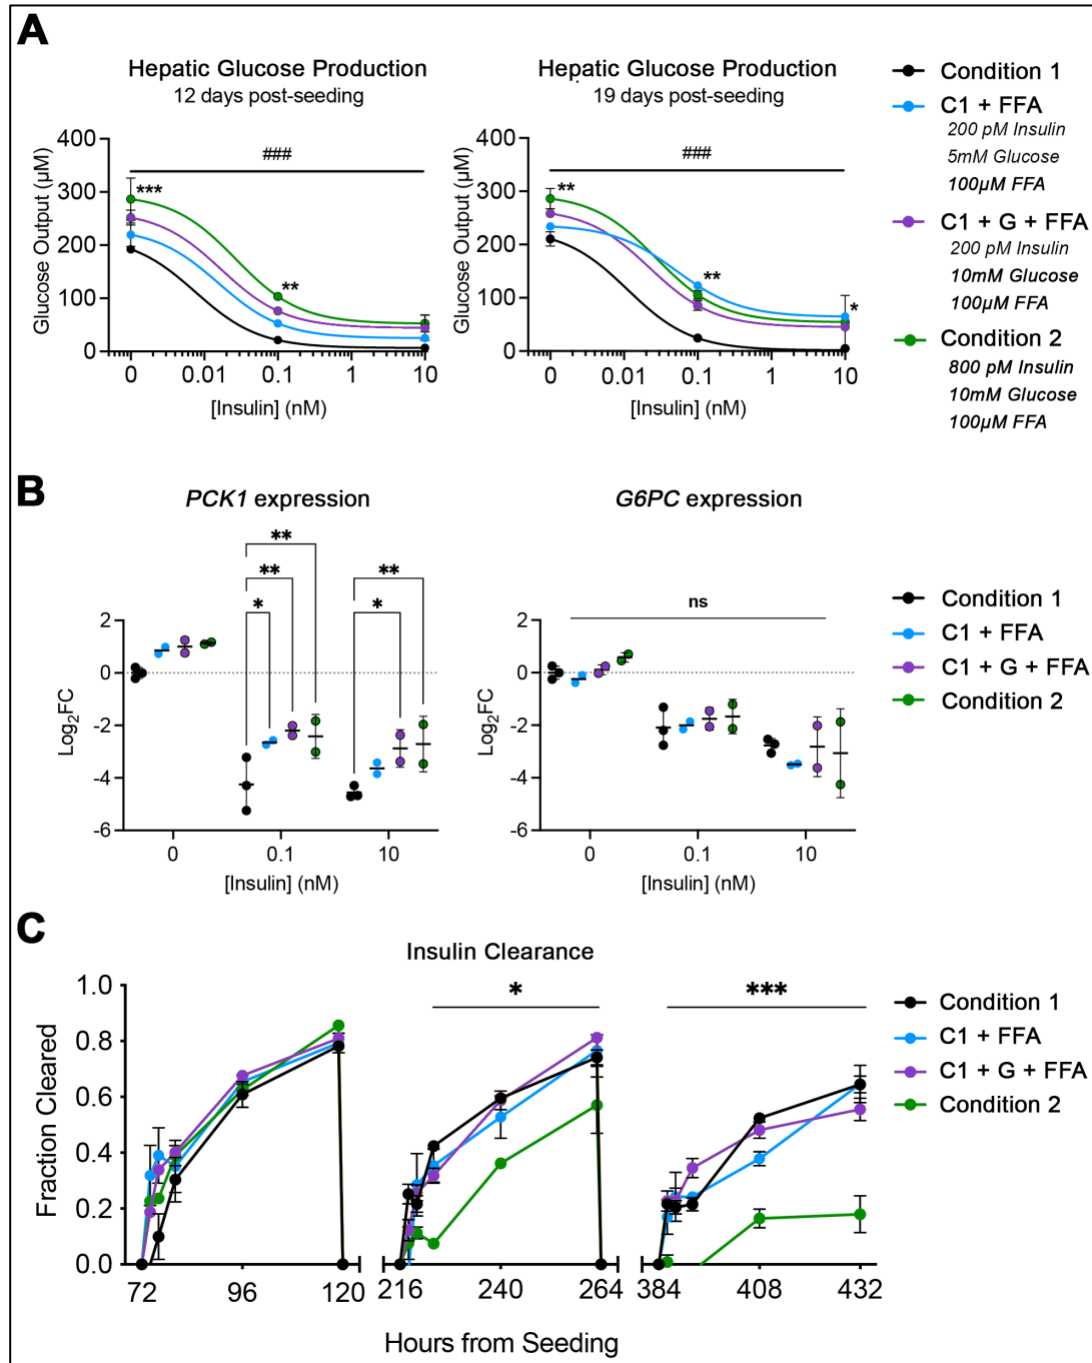 A
Hepatic Glucose Production
12 days post-seeding
Glucose Output (µM)
400
300
200
100
0
###
***
**
0
0.01
0.1
1
10
[Insulin] (nM)
Hepatic Glucose Production
19 days post-seeding
Glucose Output (µM)
400
300
200
100
0
###
**
**
*
0
0.01
0.1
1
10
[Insulin] (nM)
Condition 1
C1 + FFA
200 pM Insulin
5mM Glucose
100µM FFA
C1 + G + FFA
200 pM Insulin
10mM Glucose
100µM FFA
Condition 2
800 pM Insulin
10mM Glucose
100µM FFA
B
PCK1 expression
Log2FC
2
0
-2
-4
-6
**
**
*
**
*
0
0.1
10
[Insulin] (nM)
G6PC expression
2
0
-2
-4
-6
ns
0
0.1
10
[Insulin] (nM)
Condition 1
C1 + FFA
C1 + G + FFA
Condition 2
C
Insulin Clearance
Fraction Cleared
1.0
0.8
0.6
0.4
0.2
0.0
*
***
72
96
120
216
240
264
384
408
432
Hours from Seeding
Condition 1
C1 + FFA
C1 + G + FFA
Condition 2